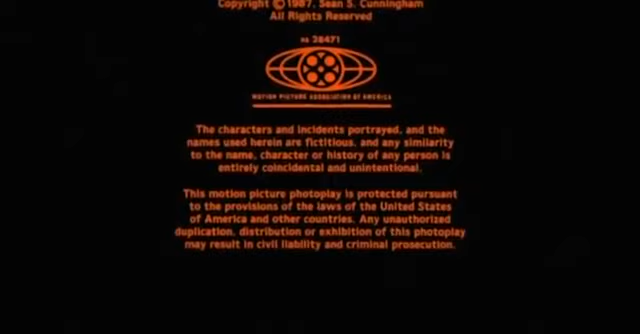 Copyright © 1987, Sean S. Cunningham
All Rights Reserved
No 28471
MOTION PICTURE ASSOCIATION OF AMERICA
The characters and incidents portrayed, and the
names used herein are fictitious, and any similarity
to the name, character or history of any person is
entirely coincidental and unintentional.
This motion picture photoplay is protected pursuant
to the provisions of the laws of the United States
of America and other countries. Any unauthorized
duplication, distribution or exhibition of this photoplay
may result in civil liability and criminal prosecution.